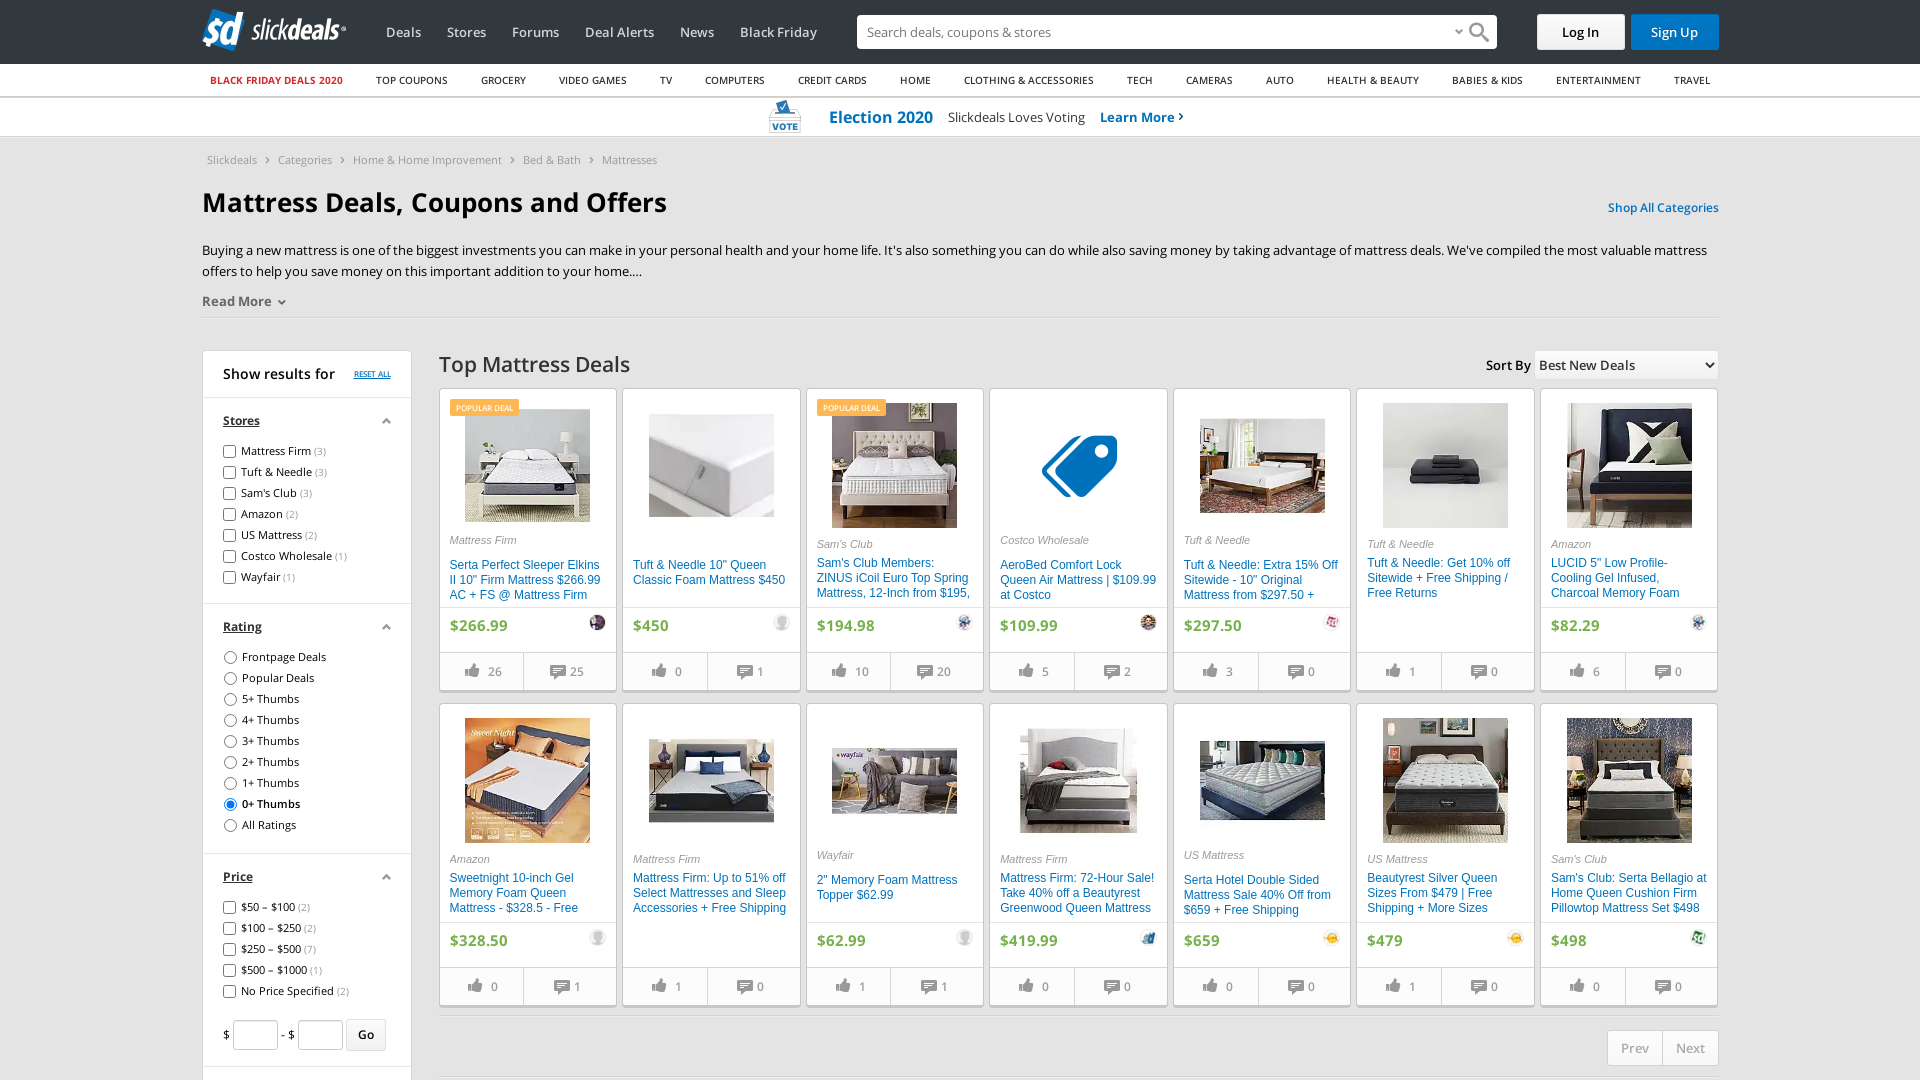 slickdeals
Deals
Stores
Forums
Deal Alerts
News
Black Friday
Search deals, coupons & stores
Log In
Sign Up
BLACK FRIDAY DEALS 2020
TOP COUPONS
GROCERY
VIDEO GAMES
TV
COMPUTERS
CREDIT CARDS
HOME
CLOTHING & ACCESSORIES
TECH
CAMERAS
AUTO
HEALTH & BEAUTY
BABIES & KIDS
ENTERTAINMENT
TRAVEL
VOTE
Election 2020
Slickdeals Loves Voting
Learn More
Slickdeals
Categories
Home & Home Improvement
Bed & Bath
Mattresses
Mattress Deals, Coupons and Offers
Shop All Categories
Buying a new mattress is one of the biggest investments you can make in your personal health and your home life. It's also something you can do while also saving money by taking advantage of mattress deals. We've compiled the most valuable mattress
offers to help you save money on this important addition to your home....
Read More
Show results for
RESET ALL
Stores
Mattress Firm (3)
Tuft & Needle (3)
Sam's Club (3)
Amazon (2)
US Mattress (2)
Costco Wholesale (1)
Wayfair (1)
Rating
Frontpage Deals
Popular Deals
5+ Thumbs
4+ Thumbs
3+ Thumbs
2+ Thumbs
1+ Thumbs
0+ Thumbs
All Ratings
Price
$50 – $100 (2)
$100 – $250 (2)
$250 – $500 (7)
$500 – $1000 (1)
No Price Specified (2)
$ - $ Go
Top Mattress Deals
Sort By
Best New Deals
POPULAR DEAL
Mattress Firm
Serta Perfect Sleeper Elkins
II 10" Firm Mattress $266.99
AC + FS @ Mattress Firm
$266.99
26
25
Tuft & Needle 10" Queen
Classic Foam Mattress $450
$450
0
1
POPULAR DEAL
Sam's Club
Sam's Club Members:
ZINUS iCoil Euro Top Spring
Mattress, 12-Inch from $195,
$194.98
10
20
Costco Wholesale
AeroBed Comfort Lock
Queen Air Mattress | $109.99
at Costco
$109.99
5
2
Tuft & Needle
Tuft & Needle: Extra 15% Off
Sitewide - 10" Original
Mattress from $297.50 +
$297.50
3
0
Tuft & Needle
Tuft & Needle: Get 10% off
Sitewide + Free Shipping /
Free Returns
1
0
Amazon
LUCID 5" Low Profile-
Cooling Gel Infused,
Charcoal Memory Foam
$82.29
6
0
Sweet Night
Amazon
Sweetnight 10-inch Gel
Memory Foam Queen
Mattress - $328.5 - Free
$328.50
0
1
Mattress Firm
Mattress Firm: Up to 51% off
Select Mattresses and Sleep
Accessories + Free Shipping
1
0
wayfair
Wayfair
2" Memory Foam Mattress
Topper $62.99
$62.99
1
1
Mattress Firm
Mattress Firm: 72-Hour Sale!
Take 40% off a Beautyrest
Greenwood Queen Mattress
$419.99
0
0
US Mattress
Serta Hotel Double Sided
Mattress Sale 40% Off from
$659 + Free Shipping
$659
0
0
US Mattress
Beautyrest Silver Queen
Sizes From $479 | Free
Shipping + More Sizes
$479
1
0
Sam's Club
Sam's Club: Serta Bellagio at
Home Queen Cushion Firm
Pillowtop Mattress Set $498
$498
0
0
Prev
Next